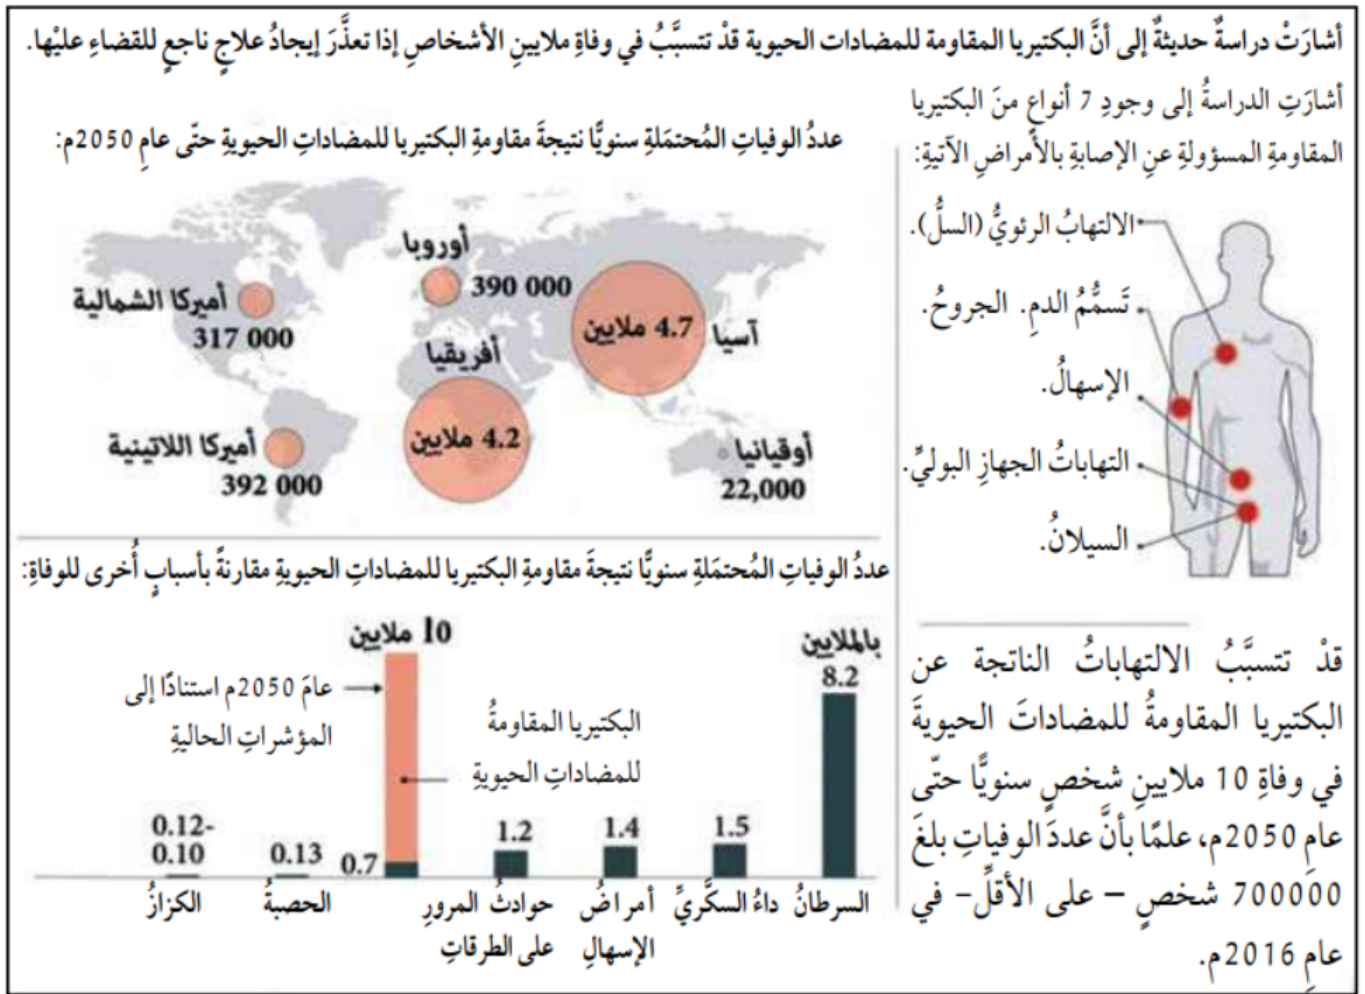 أشارَتْ دراسةٌ حديثةٌ إلى أنَّ البكتيريا المقاومة للمضادات الحيوية قدْ تتسبَّبُ في وفاةِ ملايينِ الأشخاصِ إذا تعذَّرَ إيجادُ علاجٍ ناجعٍ للقضاءِ عليْها.
أشارَتِ الدراسةُ إلى وجودِ 7 أنواعٍ منَ البكتيريا
المقاومةِ المسؤولةِ عنِ الإصابةِ بالأمراضِ الآتيةِ:
الالتهابُ الرئويُّ (السلُّ).
تَسمُّمُ الدمِ. الجروحُ.
الإسهالُ.
التهاباتُ الجهازِ البوليِّ.
السيلانُ.
قدْ تتسبَّبُ الالتهاباتُ الناتجة عن
البكتيريا المقاومةُ للمضاداتَ الحيويةَ
في وفاةِ 10 ملايينِ شخصٍ سنويًّا حتّى
عامِ 2050م، علمًا بأنَّ عددَ الوفياتِ بلغَ
700000 شخصٍ – على الأقلِّ- في
عامِ 2016م.
عددُ الوفياتِ المُحتمَلةِ سنويًّا نتيجةَ مقاومةِ البكتيريا للمضاداتِ الحيويةِ حتّى عامِ 2050م:
أوروبا
390 000
أميركا الشمالية
317 000
آسيا
4.7 ملايين
أفريقيا
4.2 ملايين
أميركا اللاتينية
392 000
أوقيانيا
22,000
عددُ الوفياتِ المُحتمَلةِ سنويًّا نتيجةَ مقاومةِ البكتيريا للمضاداتِ الحيويةِ مقارنةً بأسبابٍ أُخرى للوفاةِ:
بالملايين
8.2
السرطانُ
1.5
داءُ السكَّريِّ
1.4
أمراضُ
الإسهالِ
1.2
حوادثُ المرورِ
على الطرقاتِ
10 ملايين
عامَ 2050م استنادًا إلى
المؤشراتِ الحاليةِ
البكتيريا المقاومةُ
للمضاداتِ الحيويةِ
0.7
0.13
الحصبةُ
0.12-
0.10
الكزازُ